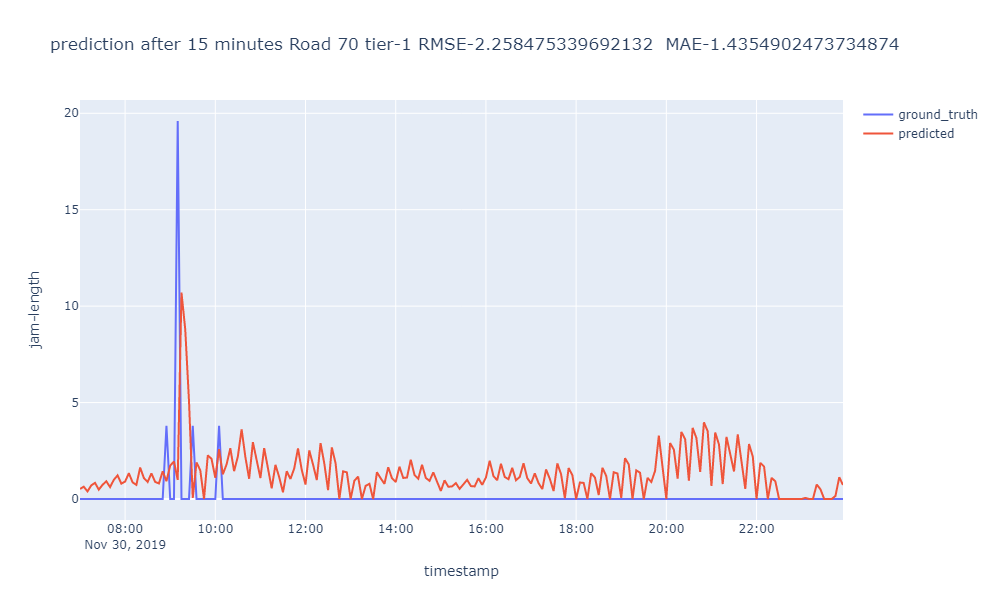 prediction after 15 minutes Road 70 tier-1 RMSE-2.258475339692132  MAE-1.4354902473734874
ground_truth
predicted
20
15
10
5
0
jam-length
08:00 10:00 12:00 14:00 16:00 18:00 20:00 22:00
Nov 30, 2019
timestamp